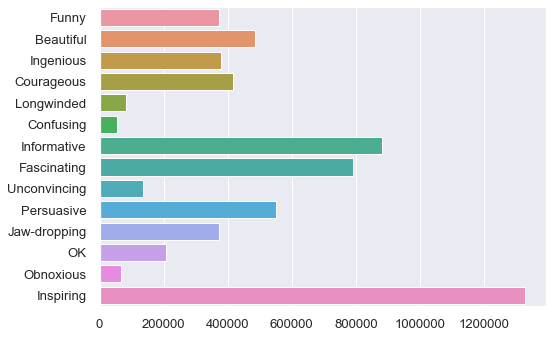 Funny
Beautiful
Ingenious
Courageous
Longwinded
Confusing
Informative
Fascinating
Unconvincing
Persuasive
Jaw-dropping
OK
Obnoxious
Inspiring
0 200000 400000 600000 800000 1000000 1200000